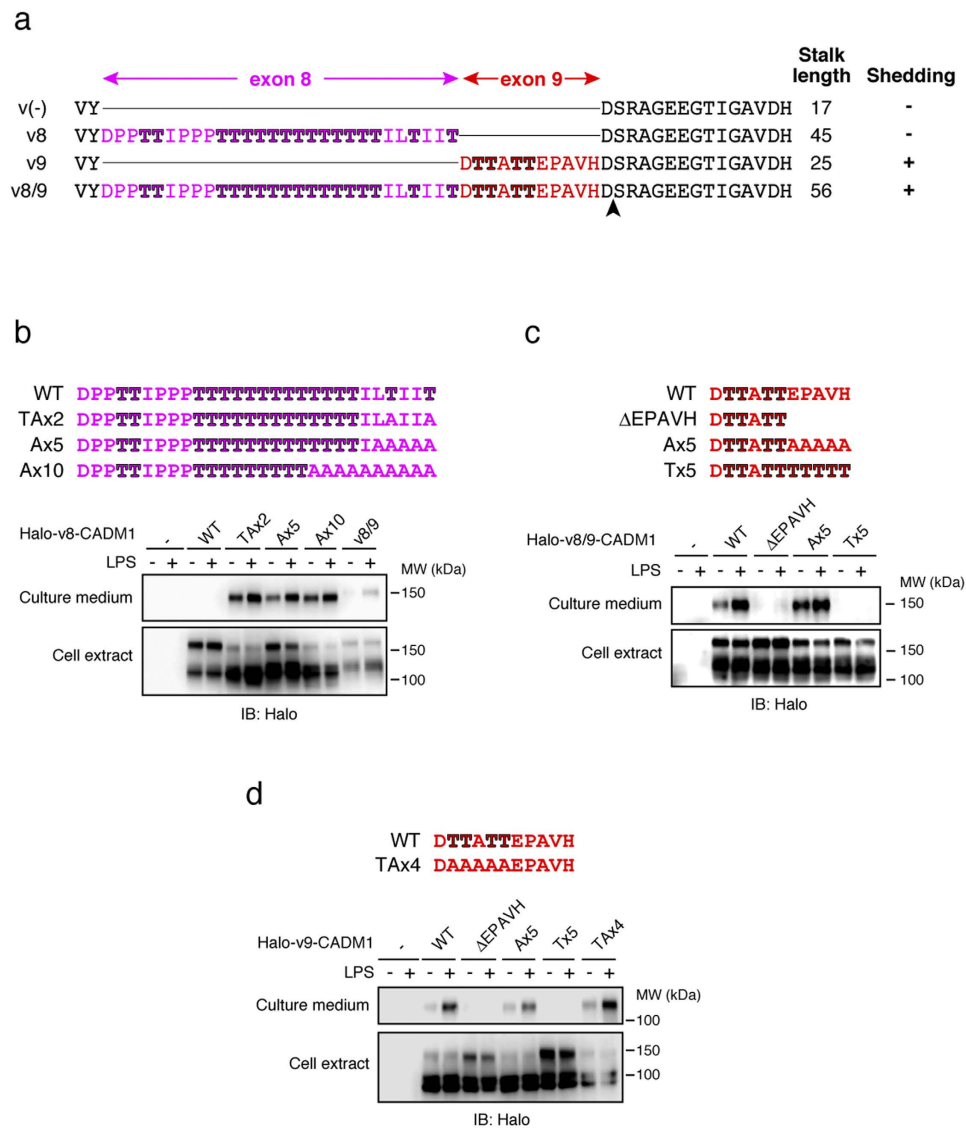 a
exon 8 exon 9 Stalk length Shedding
v(-) VY DSRAGEEGTIGAVDH 17 -
v8 VYDPPTTIPPPTTTTTTTTTTTTTILTIIT DSRAGEEGTIGAVDH 45 -
v9 VY DTTATTEPAVHDSRAGEEGTIGAVDH 25 +
v8/9 VYDPPTTIPPPTTTTTTTTTTTTTILTIITDTTATTEPAVHDSRAGEEGTIGAVDH 56 +
b
WT DPPTTIPPPTTTTTTTTTTTTTILTIIT
TAx2 DPPTTIPPPTTTTTTTTTTTTTILAIIA
Ax5 DPPTTIPPPTTTTTTTTTTTTTIAAAAA
Ax10 DPPTTIPPPTTTTTTTTTAAAAAAAAAA
Halo-v8-CADM1 - WT TAx2 Ax5 Ax10 v8/9
LPS - + - + - + - + - + - + MW (kDa)
Culture medium 150
Cell extract 150
100
IB: Halo
c
WT DTTATTEPAVH
ΔEPAVH DTTATT
Ax5 DTTATTAAAAA
Tx5 DTTATTTTTTT
Halo-v8/9-CADM1 - WT ΔEPAVH Ax5 Tx5
LPS - + - + - + - + - + MW (kDa)
Culture medium 150
Cell extract 150
100
IB: Halo
d
WT DTTATTEPAVH
TAx4 DAAAAAEPAVH
Halo-v9-CADM1 - WT ΔEPAVH Ax5 Tx5 TAx4
LPS - + - + - + - + - + - + MW (kDa)
Culture medium 100
Cell extract 150
100
IB: Halo